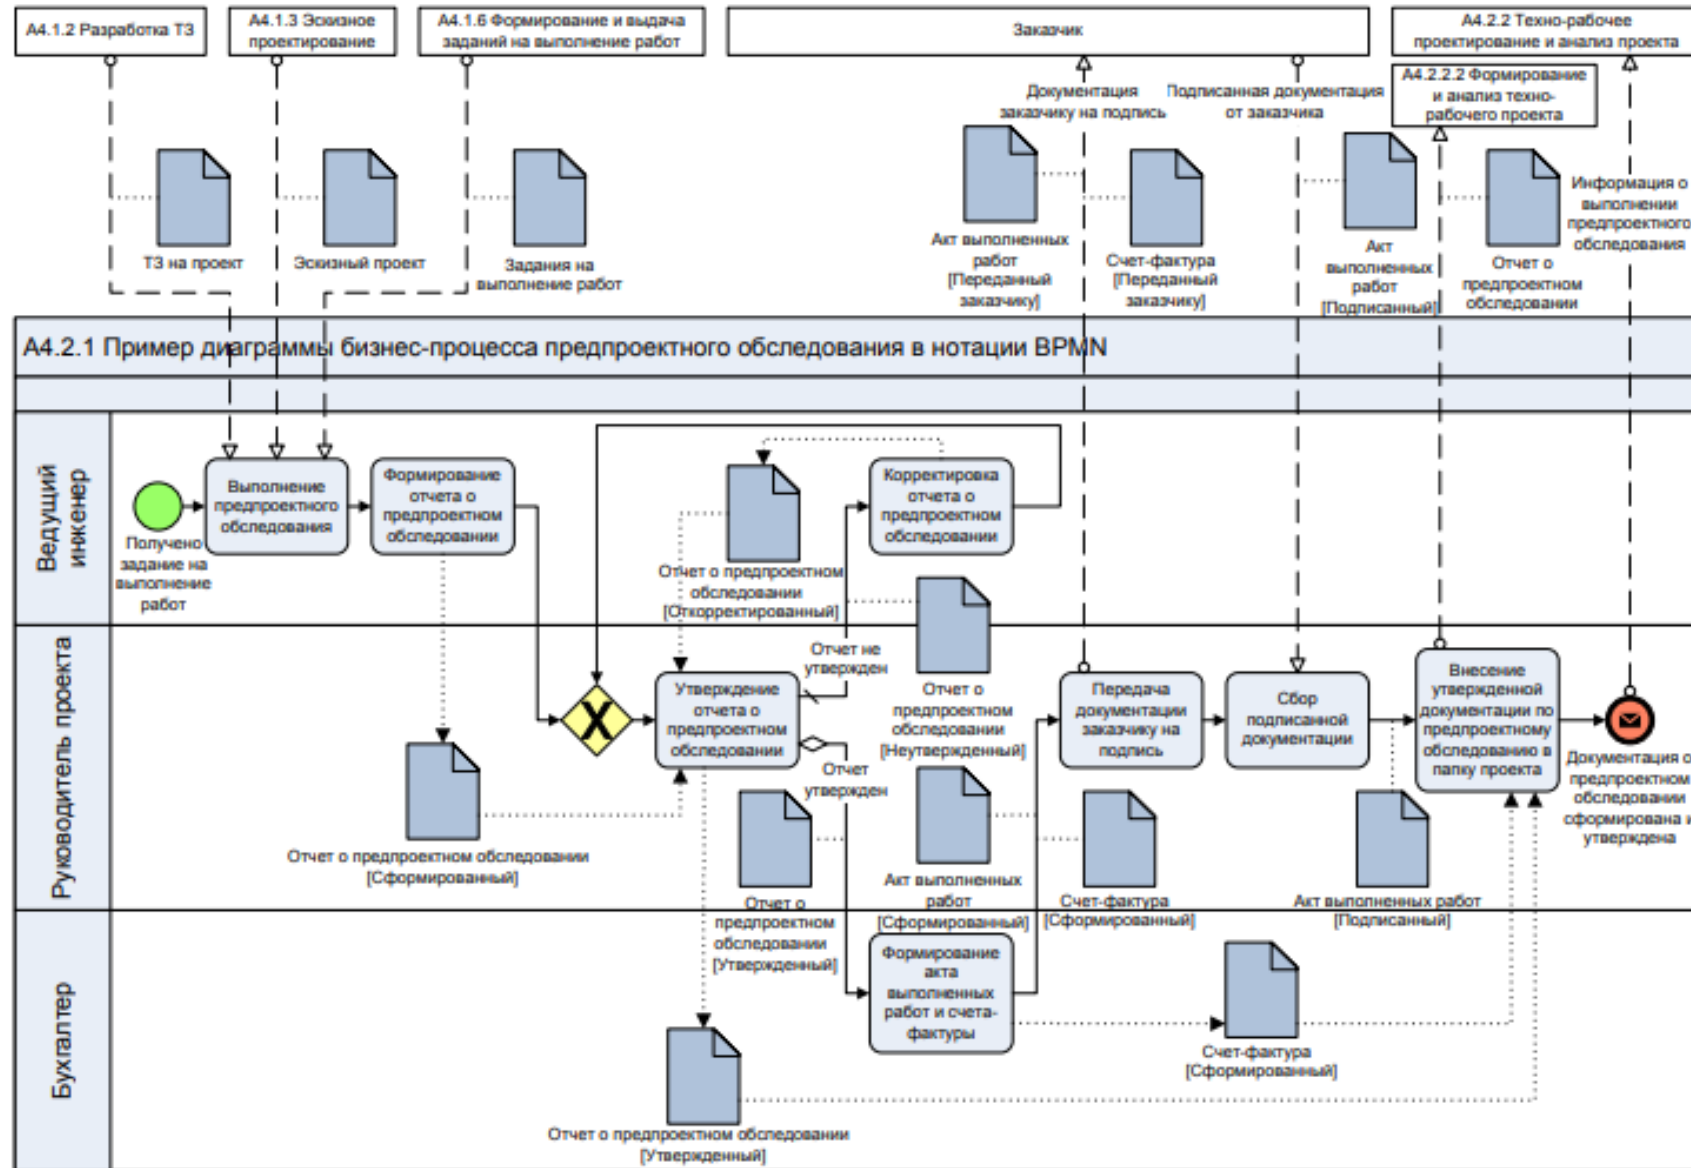 А4.1.2 Разработка ТЗ
А4.1.3 Эскизное
проектирование
А4.1.6 Формирование и выдача
заданий на выполнение работ
Заказчик
А4.2.2 Техно-рабочее
проектирование и анализ проекта
А4.2.2.2 Формирование
и анализ техно-
рабочего проекта
Документация
заказчику на подпись
Подписанная документация
от заказчика
ТЗ на проект
Эскизный проект
Задания на
выполнение работ
Акт выполненных
работ
[Переданный
заказчику]
Счет-фактура
[Переданный
заказчику]
Акт
выполненных
работ
[Подписанный]
Отчет о
предпроектном
обследовании
Информация о
выполнении
предпроектного
обследования
А4.2.1 Пример диаграммы бизнес-процесса предпроектного обследования в нотации BPMN
Ведущий
инженер
Получено
задание на
выполнение
работ
Выполнение
предпроектного
обследования
Формирование
отчета о
предпроектном
обследовании
Отчет о предпроектном
обследовании
[Откорректированный]
Корректировка
отчета о
предпроектном
обследовании
Руководитель проекта
Отчет о предпроектном обследовании
[Сформированный]
X
Утверждение
отчета о
предпроектном
обследовании
Отчет не
утвержден
Отчет
утвержден
Отчет о
предпроектном
обследовании
[Неутвержденный]
Передача
документации
заказчику на
подпись
Сбор
подписанной
документации
Внесение
утвержденной
документации по
предпроектному
обследованию в
папку проекта
Документация о
предпроектном
обследовании
сформирована и
утверждена
Отчет о
предпроектном
обследовании
[Утвержденный]
Акт выполненных
работ
[Сформированный]
Счет-фактура
[Сформированный]
Акт выполненных работ
[Подписанный]
Бухгалтер
Формирование
акта
выполненных
работ и счета-
фактуры
Счет-фактура
[Сформированный]
Отчет о предпроектном обследовании
[Утвержденный]